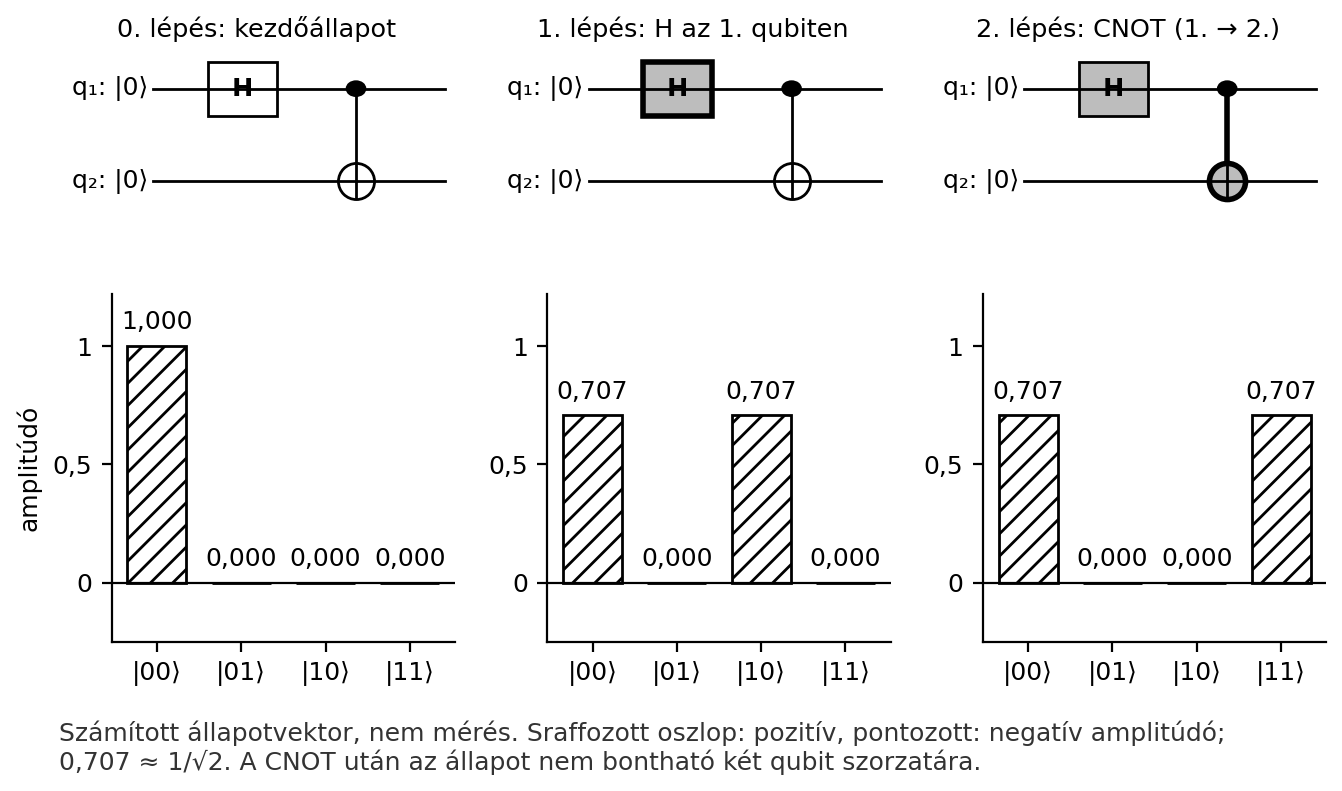 0. lépés: kezdőállapot
1. lépés: H az 1. qubiten
2. lépés: CNOT (1. → 2.)
q₁: |0⟩
H
q₂: |0⟩
q₁: |0⟩
H
q₂: |0⟩
q₁: |0⟩
H
q₂: |0⟩
amplitúdó
1
0,5
0
1,000
0,000
0,000
0,000
|00⟩
|01⟩
|10⟩
|11⟩
1
0,5
0
0,707
0,000
0,707
0,000
|00⟩
|01⟩
|10⟩
|11⟩
1
0,5
0
0,707
0,000
0,000
0,707
|00⟩
|01⟩
|10⟩
|11⟩
Számított állapotvektor, nem mérés. Sraffozott oszlop: pozitív, pontozott: negatív amplitúdó;
0,707 ≈ 1/√2. A CNOT után az állapot nem bontható két qubit szorzatára.